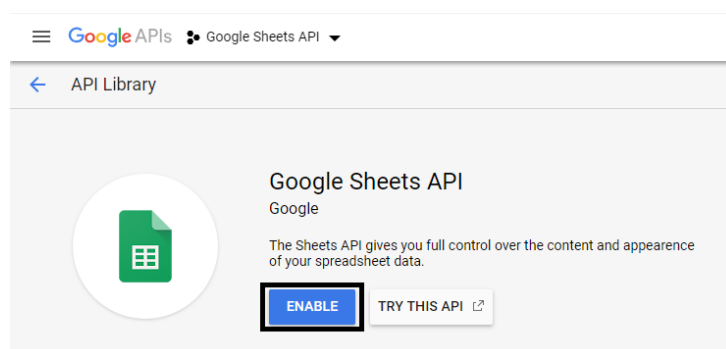 Google APIs Google Sheets API
API Library
Google Sheets API
Google
The Sheets API gives you full control over the content and appearence
of your spreadsheet data.
ENABLE TRY THIS API